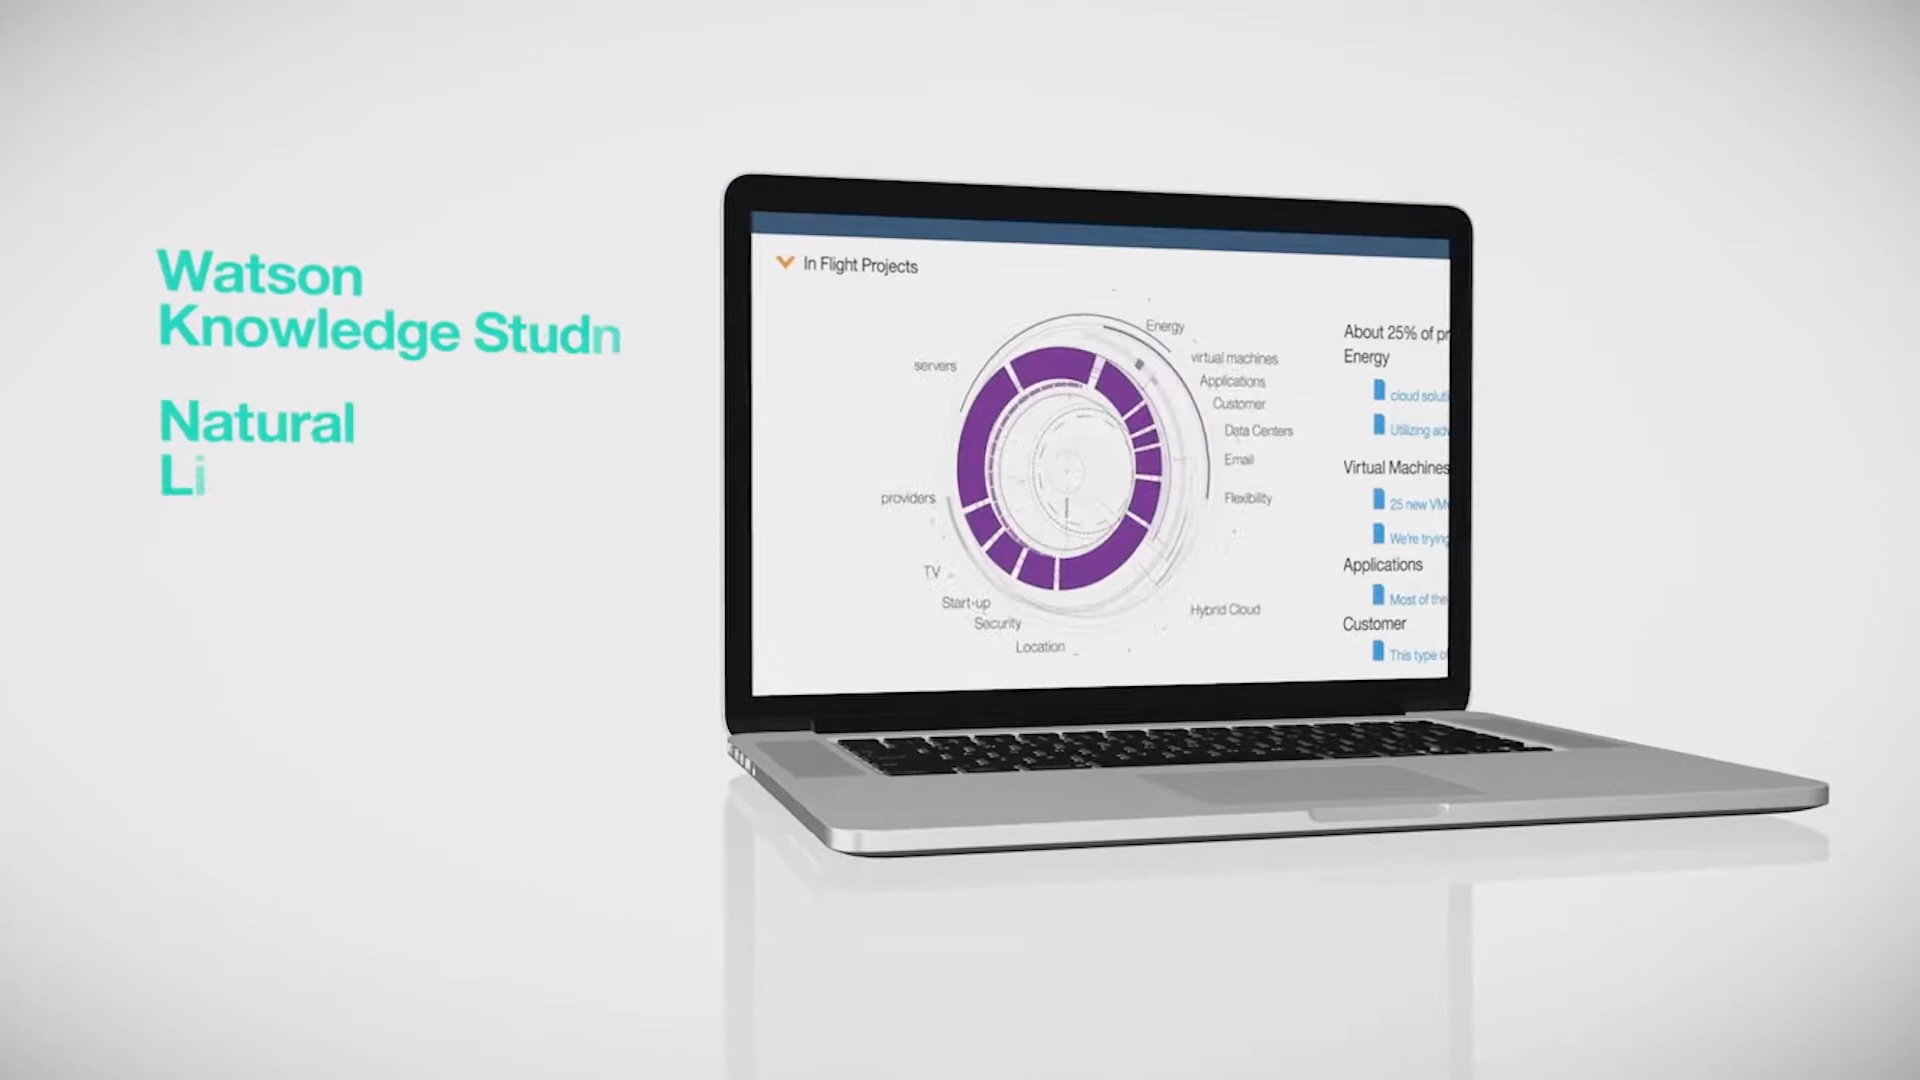 Watson
Knowledge Studn
Natural
Li
In Flight Projects
Energy
servers
virtual machines
Applications
Customer
Data Centers
Email
providers
Flexibility
TV
Start-up
Security
Location
Hybrid Cloud
About 25% of pr
Energy
cloud soluti
Utilizing adv
Virtual Machines
25 new VM
We're trying
Applications
Most of the
Customer
This type o